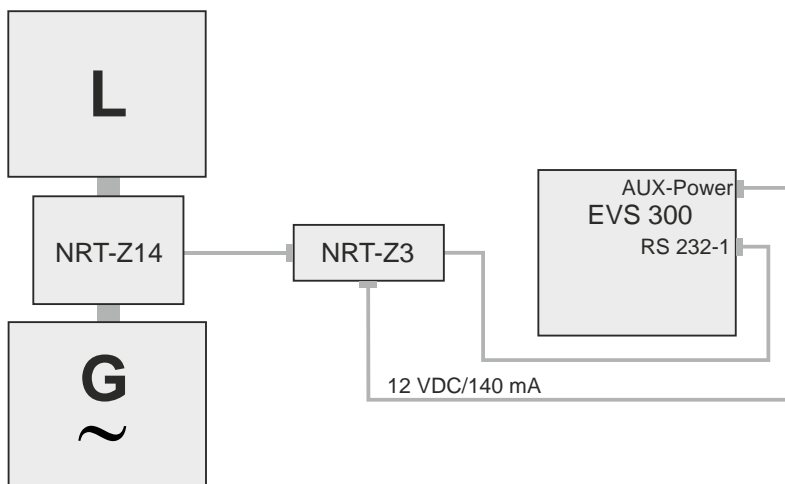 L
NRT-Z14
G
~
NRT-Z3
AUX-Power
EVS 300
RS 232-1
12 VDC/140 mA